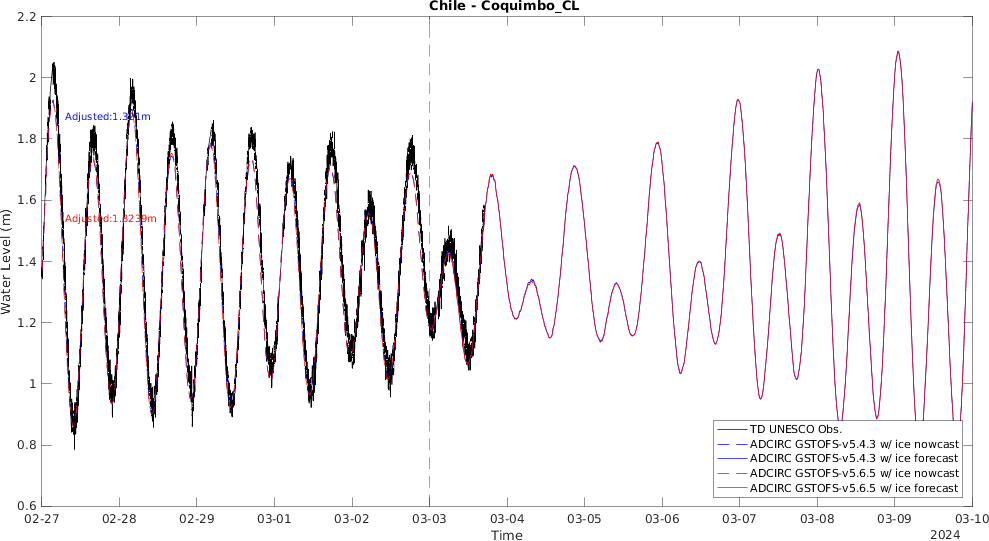 Chile - Coquimbo_CL
2.2
2
1.8
1.6
1.4
1.2
1
0.8
0.6
Water Level (m)
Adjusted:1.321m
Adjusted:1.3239m
TD UNESCO Obs.
ADCIRC GSTOFS-v5.4.3 w/ ice nowcast
ADCIRC GSTOFS-v5.4.3 w/ ice forecast
ADCIRC GSTOFS-v5.6.5 w/ ice nowcast
ADCIRC GSTOFS-v5.6.5 w/ ice forecast
02-27 02-28 02-29 03-01 03-02 03-03 03-04 03-05 03-06 03-07 03-08 03-09 03-10
Time
2024